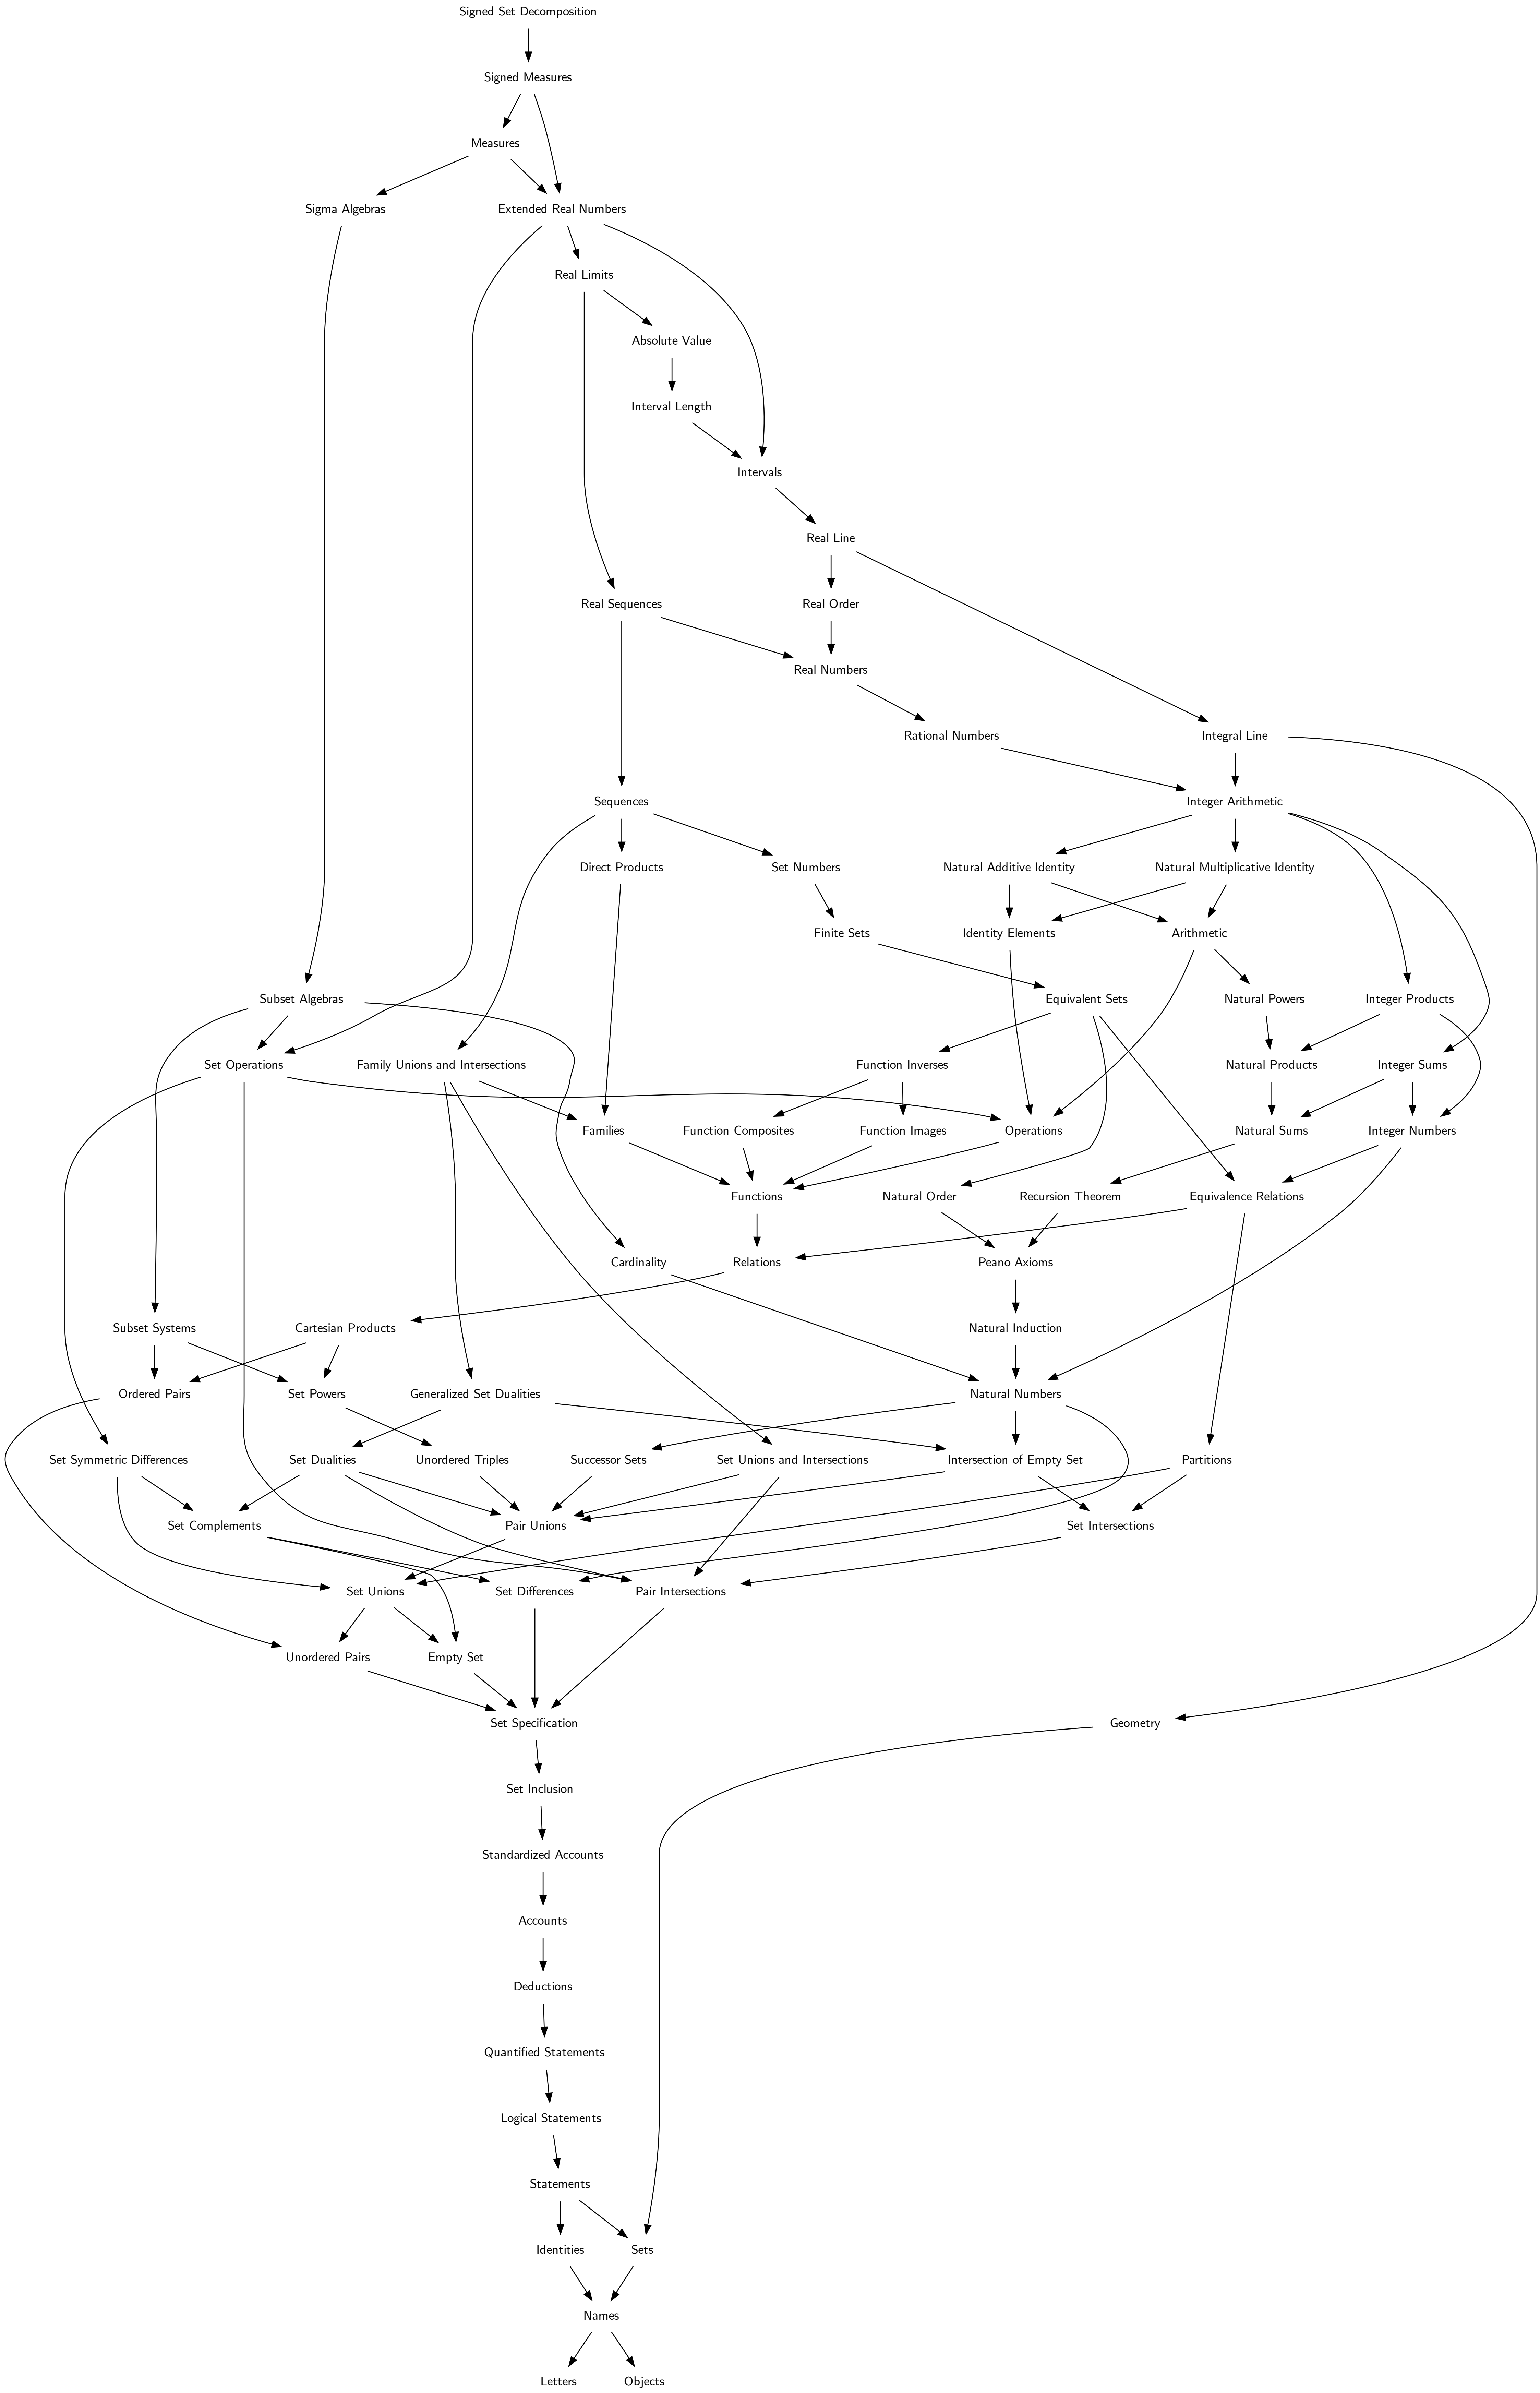 Signed Set Decomposition
Signed Measures
Measures
Sigma Algebras
Extended Real Numbers
Real Limits
Absolute Value
Interval Length
Intervals
Real Line
Real Sequences
Real Order
Real Numbers
Rational Numbers
Integral Line
Sequences
Integer Arithmetic
Direct Products
Set Numbers
Natural Additive Identity
Natural Multiplicative Identity
Finite Sets
Identity Elements
Arithmetic
Subset Algebras
Equivalent Sets
Natural Powers
Integer Products
Set Operations
Family Unions and Intersections
Function Inverses
Natural Products
Integer Sums
Families
Function Composites
Function Images
Operations
Natural Sums
Integer Numbers
Functions
Natural Order
Recursion Theorem
Equivalence Relations
Cardinality
Relations
Peano Axioms
Subset Systems
Cartesian Products
Natural Induction
Ordered Pairs
Set Powers
Generalized Set Dualities
Natural Numbers
Set Symmetric Differences
Set Dualities
Unordered Triples
Successor Sets
Set Unions and Intersections
Intersection of Empty Set
Partitions
Set Complements
Pair Unions
Set Intersections
Set Unions
Set Differences
Pair Intersections
Unordered Pairs
Empty Set
Set Specification
Geometry
Set Inclusion
Standardized Accounts
Accounts
Deductions
Quantified Statements
Logical Statements
Statements
Identities
Sets
Names
Letters
Objects